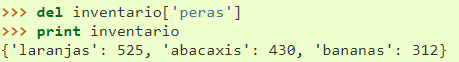 >>> del inventario['peras']
>>> print inventario
{'laranjas': 525, 'abacaxis': 430, 'bananas': 312}